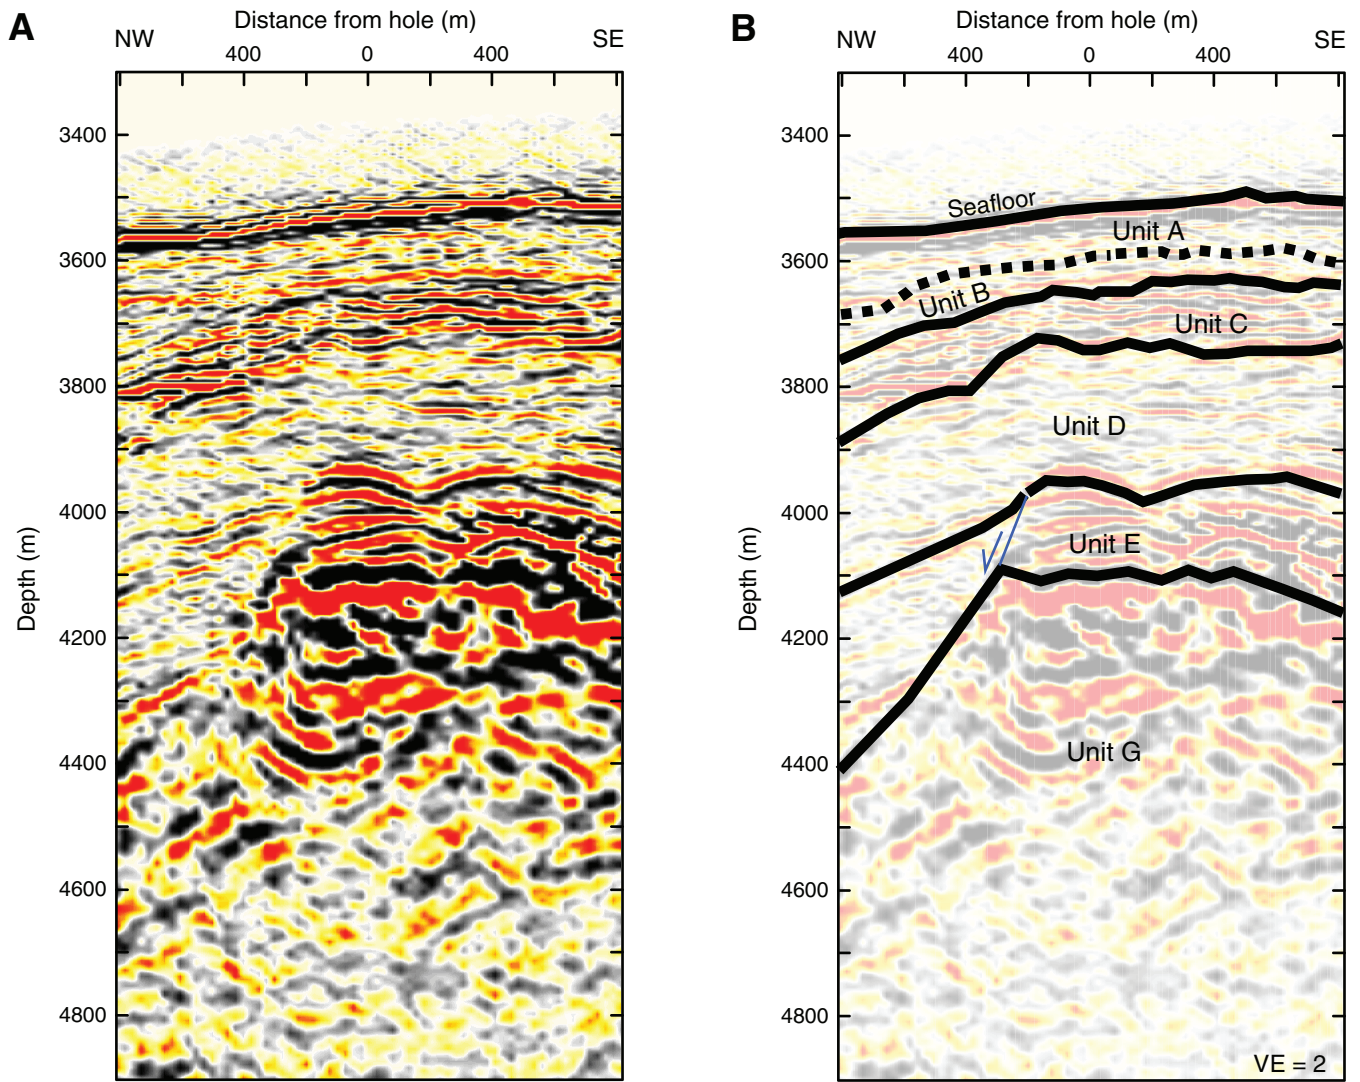 A
Distance from hole (m)
NW
SE
400
0
400
Depth (m)
3400
3600
3800
4000
4200
4400
4600
4800
B
Distance from hole (m)
NW
SE
400
0
400
Depth (m)
3400
3600
3800
4000
4200
4400
4600
4800
Seafloor
Unit A
Unit B
Unit C
Unit D
Unit E
Unit G
VE = 2